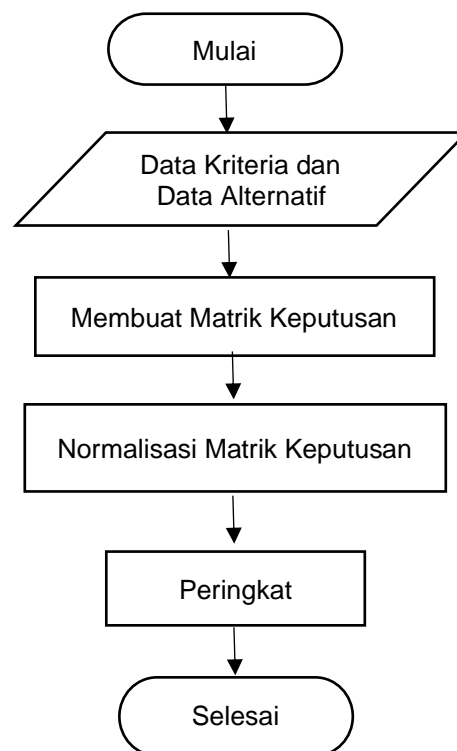 Mulai
Data Kriteria dan
Data Alternatif
Membuat Matrik Keputusan
Normalisasi Matrik Keputusan
Peringkat
Selesai